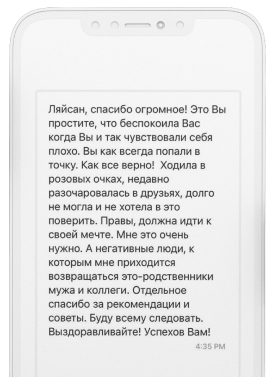 Ляйсан, спасибо огромное! Это Вы
простите, что беспокоила Вас
когда Вы и так чувствовали себя
плохо. Вы как всегда попали в
точку. Как все верно! Ходила в
розовых очках, недавно
разочаровалась в друзьях, долго
не могла и не хотела в это
поверить. Правы, должна идти к
своей мечте. Мне это очень
нужно. А негативные люди, к
которым мне приходится
возвращаться это-родственники
мужа и коллеги. Отдельное
спасибо за рекомендации и
советы. Буду всему следовать.
Выздоравливайте! Успехов Вам!
4:35 PM